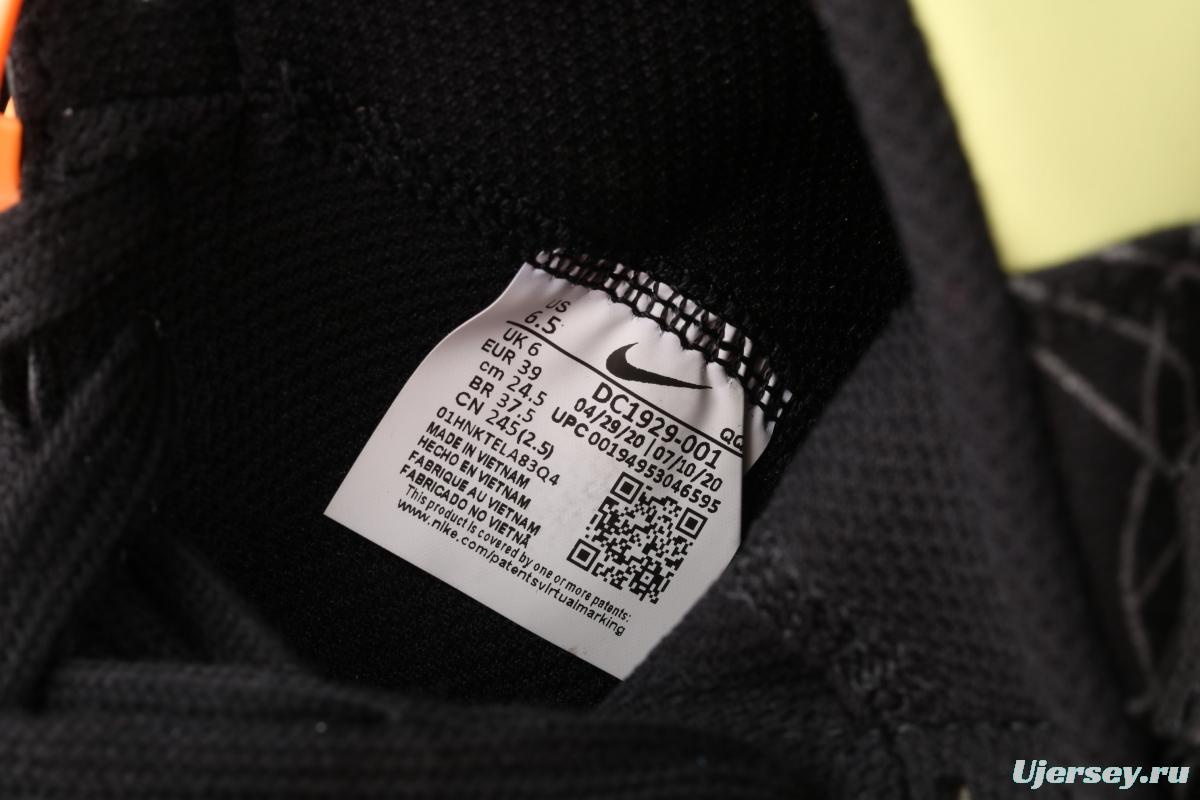 US
6.5
UK 6
EUR 39
cm 24.5
BR 37.5
CN 245(2.5)
01HNKTELA83Q4
MADE IN VIETNAM
HECHO EN VIETNAM
FABRIQUE AU VIETNAM
FABRICADO NO VIETNÃ
This product is covered by one or more patents:
www.nike.com/patentsvirtualmarking
QQ
DC1929-001
04/29/20 | 07/10/20
UPC 00194953046595
Ujersey.ru